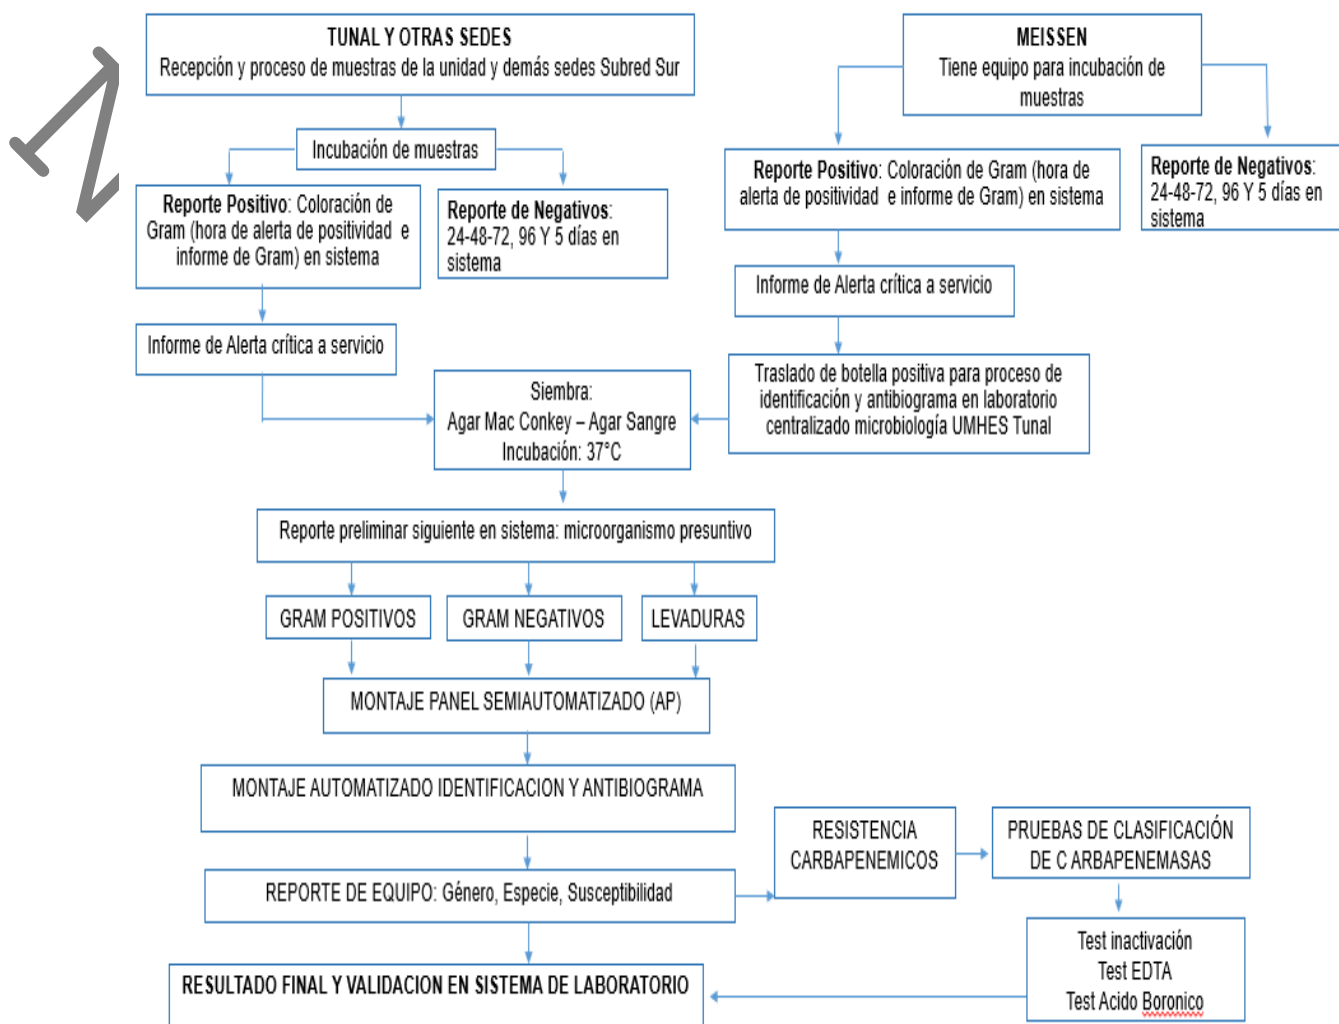 TUNAL Y OTRAS SEDES
Recepción y proceso de muestras de la unidad y demás sedes Subred Sur
Incubación de muestras
Reporte Positivo: Coloración de
Gram (hora de alerta de positividad e
informe de Gram) en sistema
Reporte de Negativos:
24-48-72, 96 Y 5 días en
sistema
Informe de Alerta crítica a servicio
MEISSEN
Tiene equipo para incubación de
muestras
Reporte Positivo: Coloración de Gram (hora
de alerta de positividad e informe de Gram) en sistema
Reporte de Negativos:
24-48-72, 96 Y 5 días en
sistema
Informe de Alerta crítica a servicio
Traslado de botella positiva para proceso de
identificación y antibiograma en laboratorio
centralizado microbiología UMHES Tunal
Siembra:
Agar Mac Conkey – Agar Sangre
Incubación: 37°C
Reporte preliminar siguiente en sistema: microorganismo presuntivo
GRAM POSITIVOS
GRAM NEGATIVOS
LEVADURAS
MONTAJE PANEL SEMIAUTOMATIZADO (AP)
MONTAJE AUTOMATIZADO IDENTIFICACION Y ANTIBIOGRAMA
REPORTE DE EQUIPO: Género, Especie, Susceptibilidad
RESISTENCIA
CARBAPENEMICOS
PRUEBAS DE CLASIFICACIÓN
DE C ARBAPENEMASAS
Test inactivación
Test EDTA
Test Acido Boronico
RESULTADO FINAL Y VALIDACION EN SISTEMA DE LABORATORIO